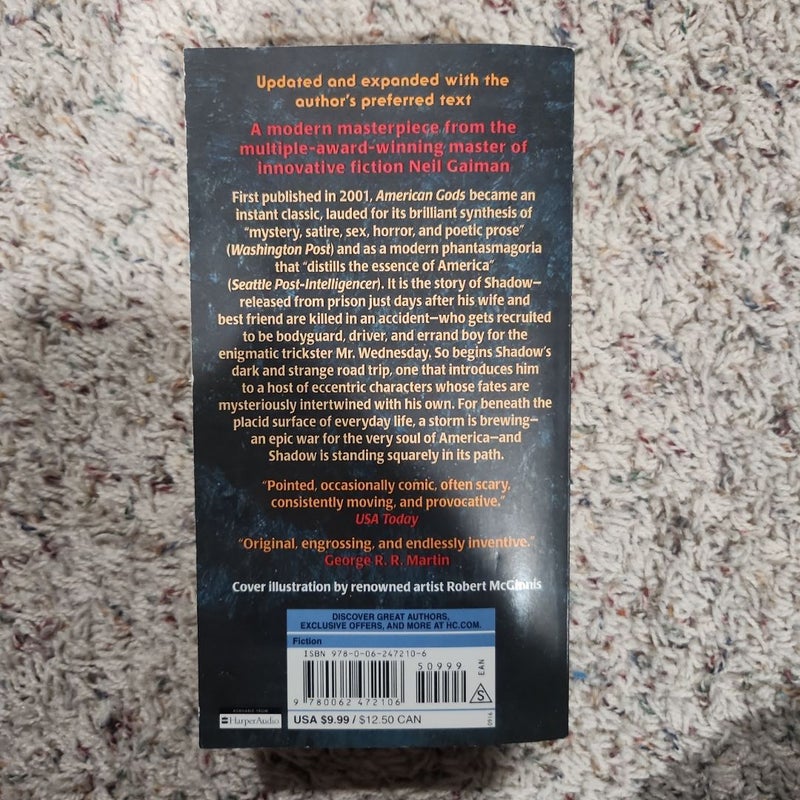 Updated and expanded with the
author's preferred text
A modern masterpiece from the
multiple-award-winning master of
innovative fiction Neil Gaiman
First published in 2001, American Gods became an
instant classic, lauded for its brilliant synthesis of
"mystery, satire, sex, horror, and poetic prose"
(Washington Post) and as a modern phantasmagoria
that "distills the essence of America"
(Seattle Post-Intelligencer). It is the story of Shadow—
released from prison just days after his wife and
best friend are killed in an accident—who gets recruited
to be bodyguard, driver, and errand boy for the
enigmatic trickster Mr. Wednesday. So begins Shadow's
dark and strange road trip, one that introduces him
to a host of eccentric characters whose fates are
mysteriously intertwined with his own. For beneath the
placid surface of everyday life, a storm is brewing—
an epic war for the very soul of America—and
Shadow is standing squarely in its path.
"Pointed, occasionally comic, often scary,
consistently moving, and provocative."
USA Today
"Original, engrossing, and endlessly inventive."
George R. R. Martin
Cover illustration by renowned artist Robert McGinnis
DISCOVER GREAT AUTHORS,
EXCLUSIVE OFFERS, AND MORE AT HC.COM.
Fiction
ISBN 978-0-06-247210-6
50999
EAN
9 780062 472106
S
AVAILABLE FROM
HarperAudio
USA $9.99 / $12.50 CAN